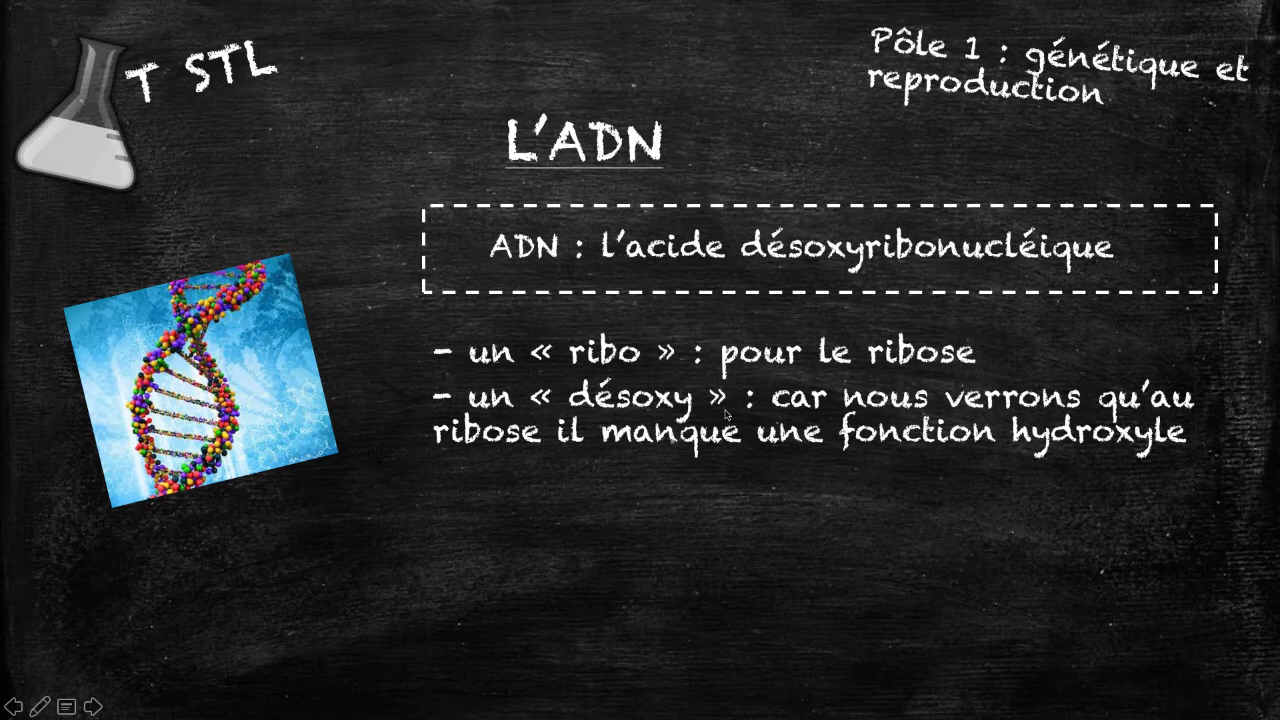 T STL
Pôle 1 : génétique et
reproduction
L'ADN
ADN : l'acide désoxyribonucléique
- un « ribo » : pour le ribose
- un « désoxy » : car nous verrons qu'au
ribose il manque une fonction hydroxyle